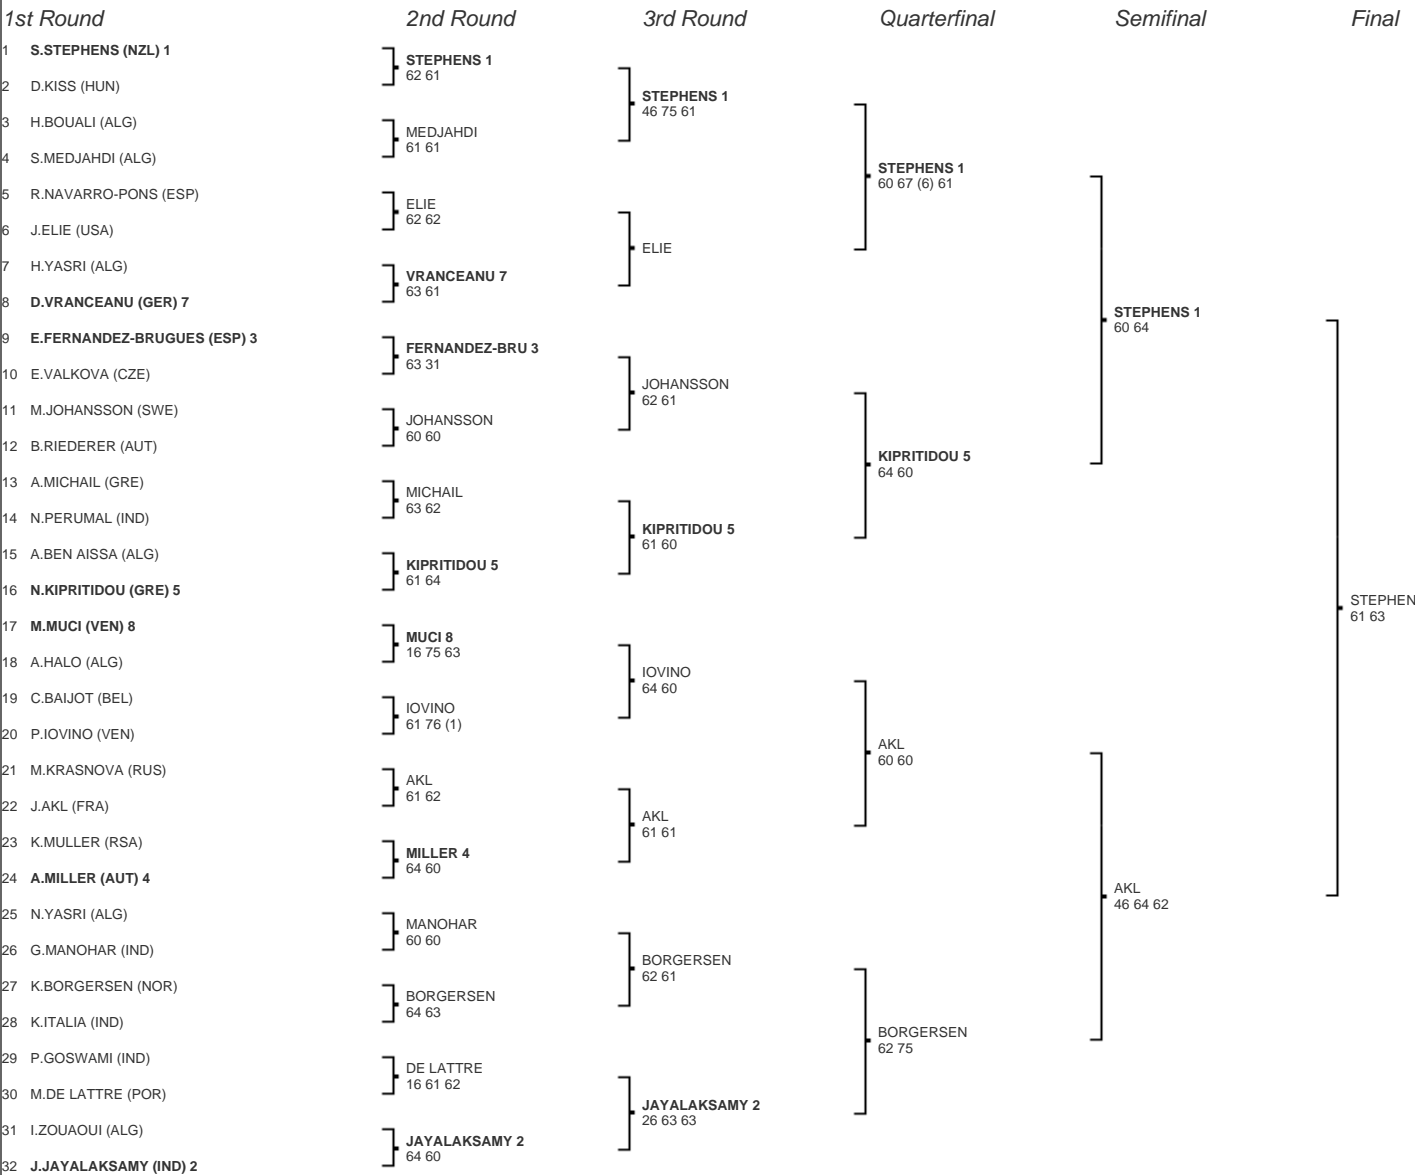 1st Round
2nd Round
3rd Round
Quarterfinal
Semifinal
Final
1 S.STEPHENS (NZL) 1
2 D.KISS (HUN)
3 H.BOUALI (ALG)
4 S.MEDJAHDI (ALG)
5 R.NAVARRO-PONS (ESP)
6 J.ELIE (USA)
7 H.YASRI (ALG)
8 D.VRANCEANU (GER) 7
9 E.FERNANDEZ-BRUGUES (ESP) 3
10 E.VALKOVA (CZE)
11 M.JOHANSSON (SWE)
12 B.RIEDERER (AUT)
13 A.MICHAIL (GRE)
14 N.PERUMAL (IND)
15 A.BEN AISSA (ALG)
16 N.KIPRITIDOU (GRE) 5
17 M.MUCI (VEN) 8
18 A.HALO (ALG)
19 C.BAIJOT (BEL)
20 P.IOVINO (VEN)
21 M.KRASNOVA (RUS)
22 J.AKL (FRA)
23 K.MULLER (RSA)
24 A.MILLER (AUT) 4
25 N.YASRI (ALG)
26 G.MANOHAR (IND)
27 K.BORGERSEN (NOR)
28 K.ITALIA (IND)
29 P.GOSWAMI (IND)
30 M.DE LATTRE (POR)
31 I.ZOUAOUI (ALG)
32 J.JAYALAKSAMY (IND) 2
STEPHENS 1
62 61
MEDJAHDI
61 61
ELIE
62 62
VRANCEANU 7
63 61
FERNANDEZ-BRU 3
63 31
JOHANSSON
60 60
MICHAIL
63 62
KIPRITIDOU 5
61 64
MUCI 8
16 75 63
IOVINO
61 76 (1)
AKL
61 62
MILLER 4
64 60
MANOHAR
60 60
BORGERSEN
64 63
DE LATTRE
16 61 62
JAYALAKSAMY 2
64 60
STEPHENS 1
46 75 61
ELIE
JOHANSSON
62 61
KIPRITIDOU 5
61 60
IOVINO
64 60
AKL
61 61
BORGERSEN
62 61
JAYALAKSAMY 2
26 63 63
STEPHENS 1
60 67 (6) 61
KIPRITIDOU 5
64 60
AKL
60 60
BORGERSEN
62 75
STEPHENS 1
60 64
AKL
46 64 62
STEPHEN
61 63